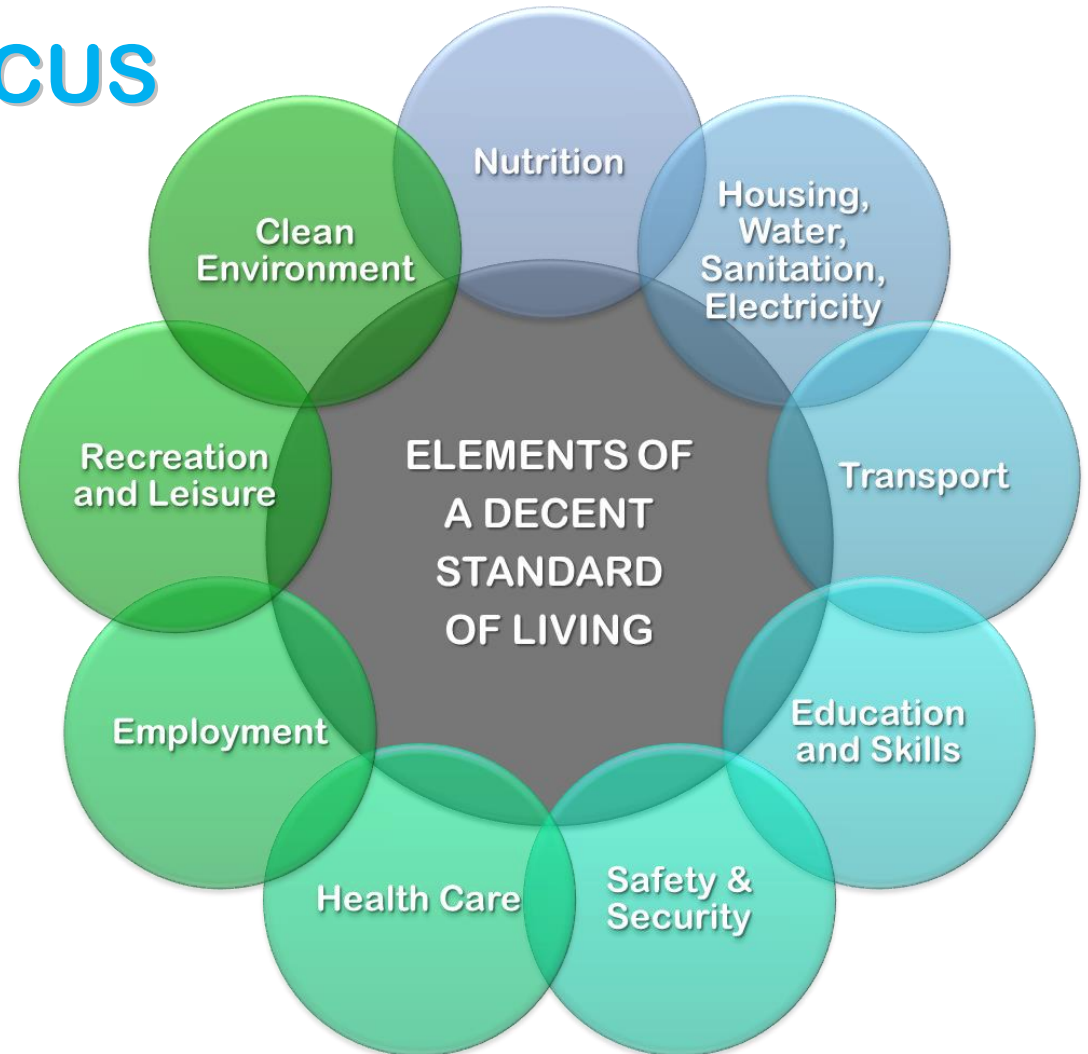 CUS
Nutrition
Housing,
Water,
Sanitation,
Electricity
Transport
Education
and Skills
Safety &
Security
Health Care
Employment
Recreation
and Leisure
Clean
Environment
ELEMENTS OF
A DECENT
STANDARD
OF LIVING